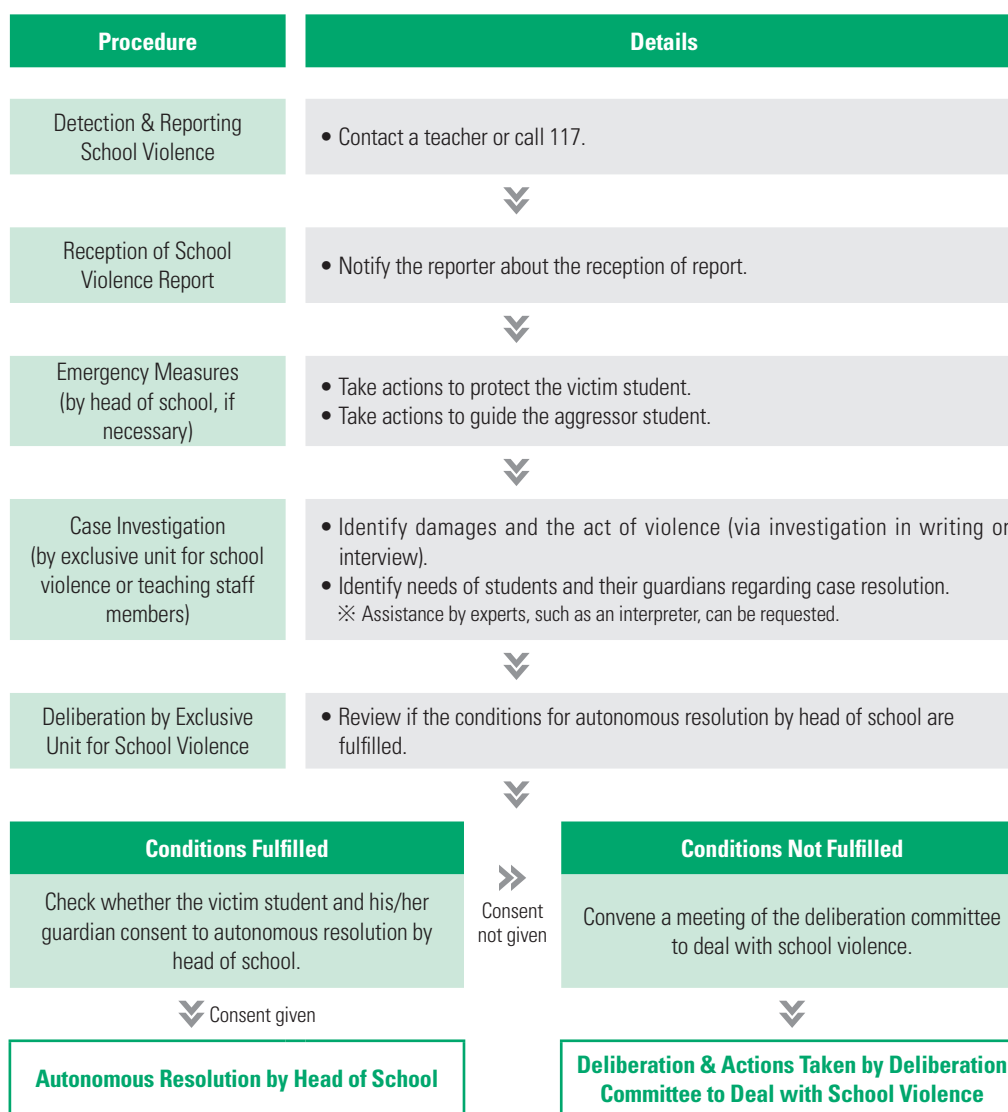 Procedure
Details
Detection & Reporting
School Violence
• Contact a teacher or call 117.
Reception of School
Violence Report
• Notify the reporter about the reception of report.
Emergency Measures
(by head of school, if
necessary)
• Take actions to protect the victim student.
• Take actions to guide the aggressor student.
Case Investigation
(by exclusive unit for school
violence or teaching staff
members)
• Identify damages and the act of violence (via investigation in writing or
interview).
• Identify needs of students and their guardians regarding case resolution.
※ Assistance by experts, such as an interpreter, can be requested.
Deliberation by Exclusive
Unit for School Violence
• Review if the conditions for autonomous resolution by head of school are
fulfilled.
Conditions Fulfilled
Check whether the victim student and his/her
guardian consent to autonomous resolution by
head of school.
Consent
not given
Conditions Not Fulfilled
Convene a meeting of the deliberation committee
to deal with school violence.
Consent given
Autonomous Resolution by Head of School
Deliberation & Actions Taken by Deliberation
Committee to Deal with School Violence